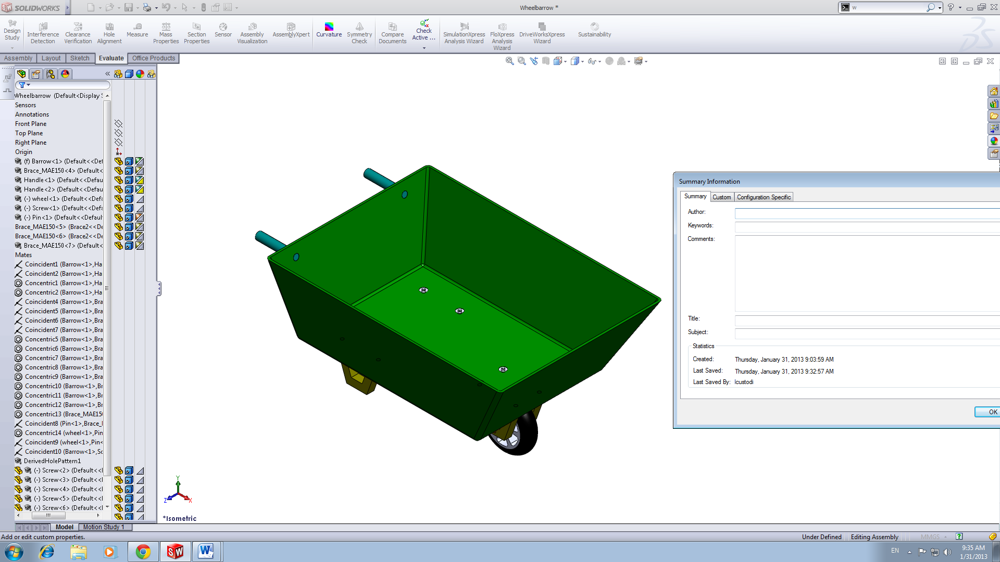 SOLIDWORKS
Wheelbarrow *
w
Design Study
Interference Detection
Clearance Verification
Hole Alignment
Measure
Mass Properties
Section Properties
Sensor
Assembly Visualization
AssemblyXpert
Curvature
Symmetry Check
Compare Documents
Check Active ...
SimulationXpress Analysis Wizard
FloXpress Analysis Wizard
DriveWorksXpress Wizard
Sustainability
Assembly Layout Sketch Evaluate Office Products
Wheelbarrow (Default<Display
Sensors
Annotations
Front Plane
Top Plane
Right Plane
Origin
(f) Barrow<1> (Default<<Def
Brace_MAE150<4> (Default<
Handle<1> (Default<<Defau
Handle<2> (Default<<Defau
(-) wheel<1> (Default<<Defa
(-) Screw<1> (Default<<Defa
(-) Pin<1> (Default<<Defaul
Brace_MAE150<5> (Brace2<<De
Brace_MAE150<6> (Brace2<<De
Brace_MAE150<7> (Default<
Mates
Coincident1 (Barrow<1>,Ha
Coincident2 (Barrow<1>,Ha
Concentric1 (Barrow<1>,Ha
Concentric2 (Barrow<1>,Ha
Coincident4 (Barrow<1>,Bra
Coincident5 (Barrow<1>,Bra
Coincident6 (Barrow<1>,Bra
Coincident7 (Barrow<1>,Bra
Concentric5 (Barrow<1>,Bra
Concentric6 (Barrow<1>,Bra
Concentric7 (Barrow<1>,Bra
Concentric8 (Barrow<1>,Bra
Concentric9 (Barrow<1>,Bra
Concentric10 (Barrow<1>,Br
Concentric11 (Barrow<1>,Br
Concentric12 (Barrow<1>,Br
Concentric13 (Brace_MAE15
Coincident8 (Pin<1>,Brace_
Concentric14 (wheel<1>,Pin
Coincident9 (wheel<1>,Pin<
Coincident10 (Barrow<1>,Sc
DerivedHolePattern1
(-) Screw<2> (Default<<
(-) Screw<3> (Default<<
(-) Screw<4> (Default<<
(-) Screw<5> (Default<<
(-) Screw<6> (Default<<
Y
Z
X
*Isometric
Summary Information
Summary Custom Configuration Specific
Author:
Keywords:
Comments:
Title:
Subject:
Statistics
Created: Thursday, January 31, 2013 9:03:59 AM
Last Saved: Thursday, January 31, 2013 9:32:57 AM
Last Saved By: lcustodi
OK
Model Motion Study 1
Add or edit custom properties.
Under Defined Editing Assembly MMGS
EN
9:35 AM
1/31/2013